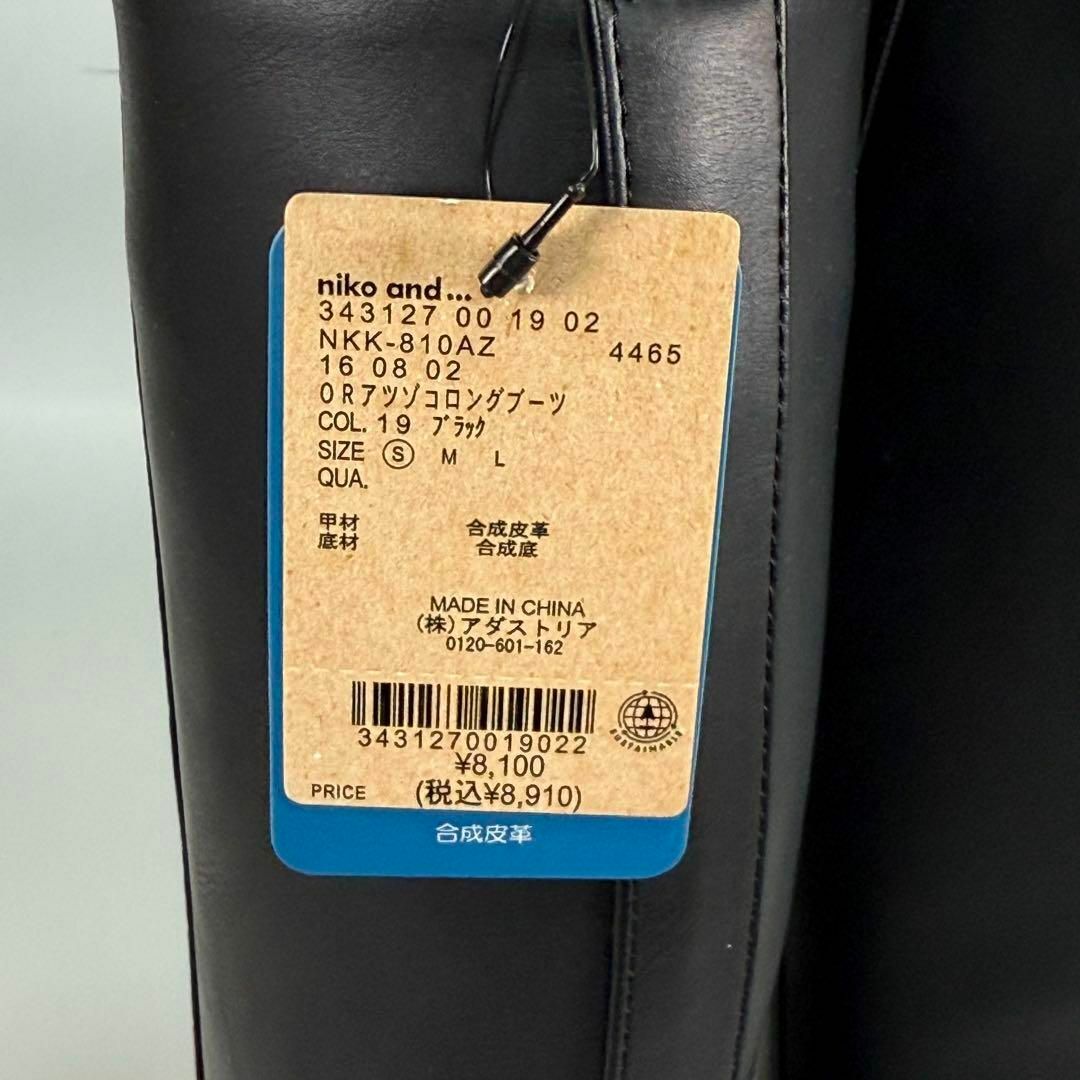 niko and...
343127 00 19 02
NKK-810AZ 4465
16 08 02
ORアツゾコロングブーツ
COL. 19 ブラック
SIZE Ⓢ M L
QUA.
甲材 合成皮革
底材 合成底
MADE IN CHINA
(株)アダストリア
0120-601-162
3431270019022
SUSTAINABLE
¥8,100
PRICE (税込¥8,910)
合成皮革